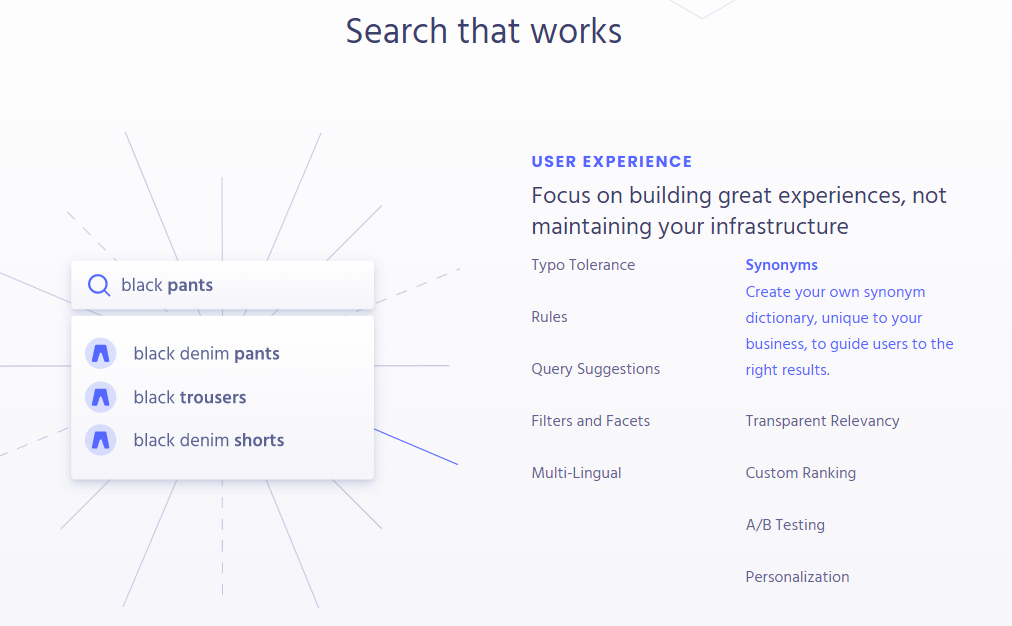 Search that works
black pants
black denim pants
black trousers
black denim shorts
USER EXPERIENCE
Focus on building great experiences, not
maintaining your infrastructure
Typo Tolerance
Rules
Query Suggestions
Filters and Facets
Multi-Lingual
Synonyms
Create your own synonym
dictionary, unique to your
business, to guide users to the
right results.
Transparent Relevancy
Custom Ranking
A/B Testing
Personalization